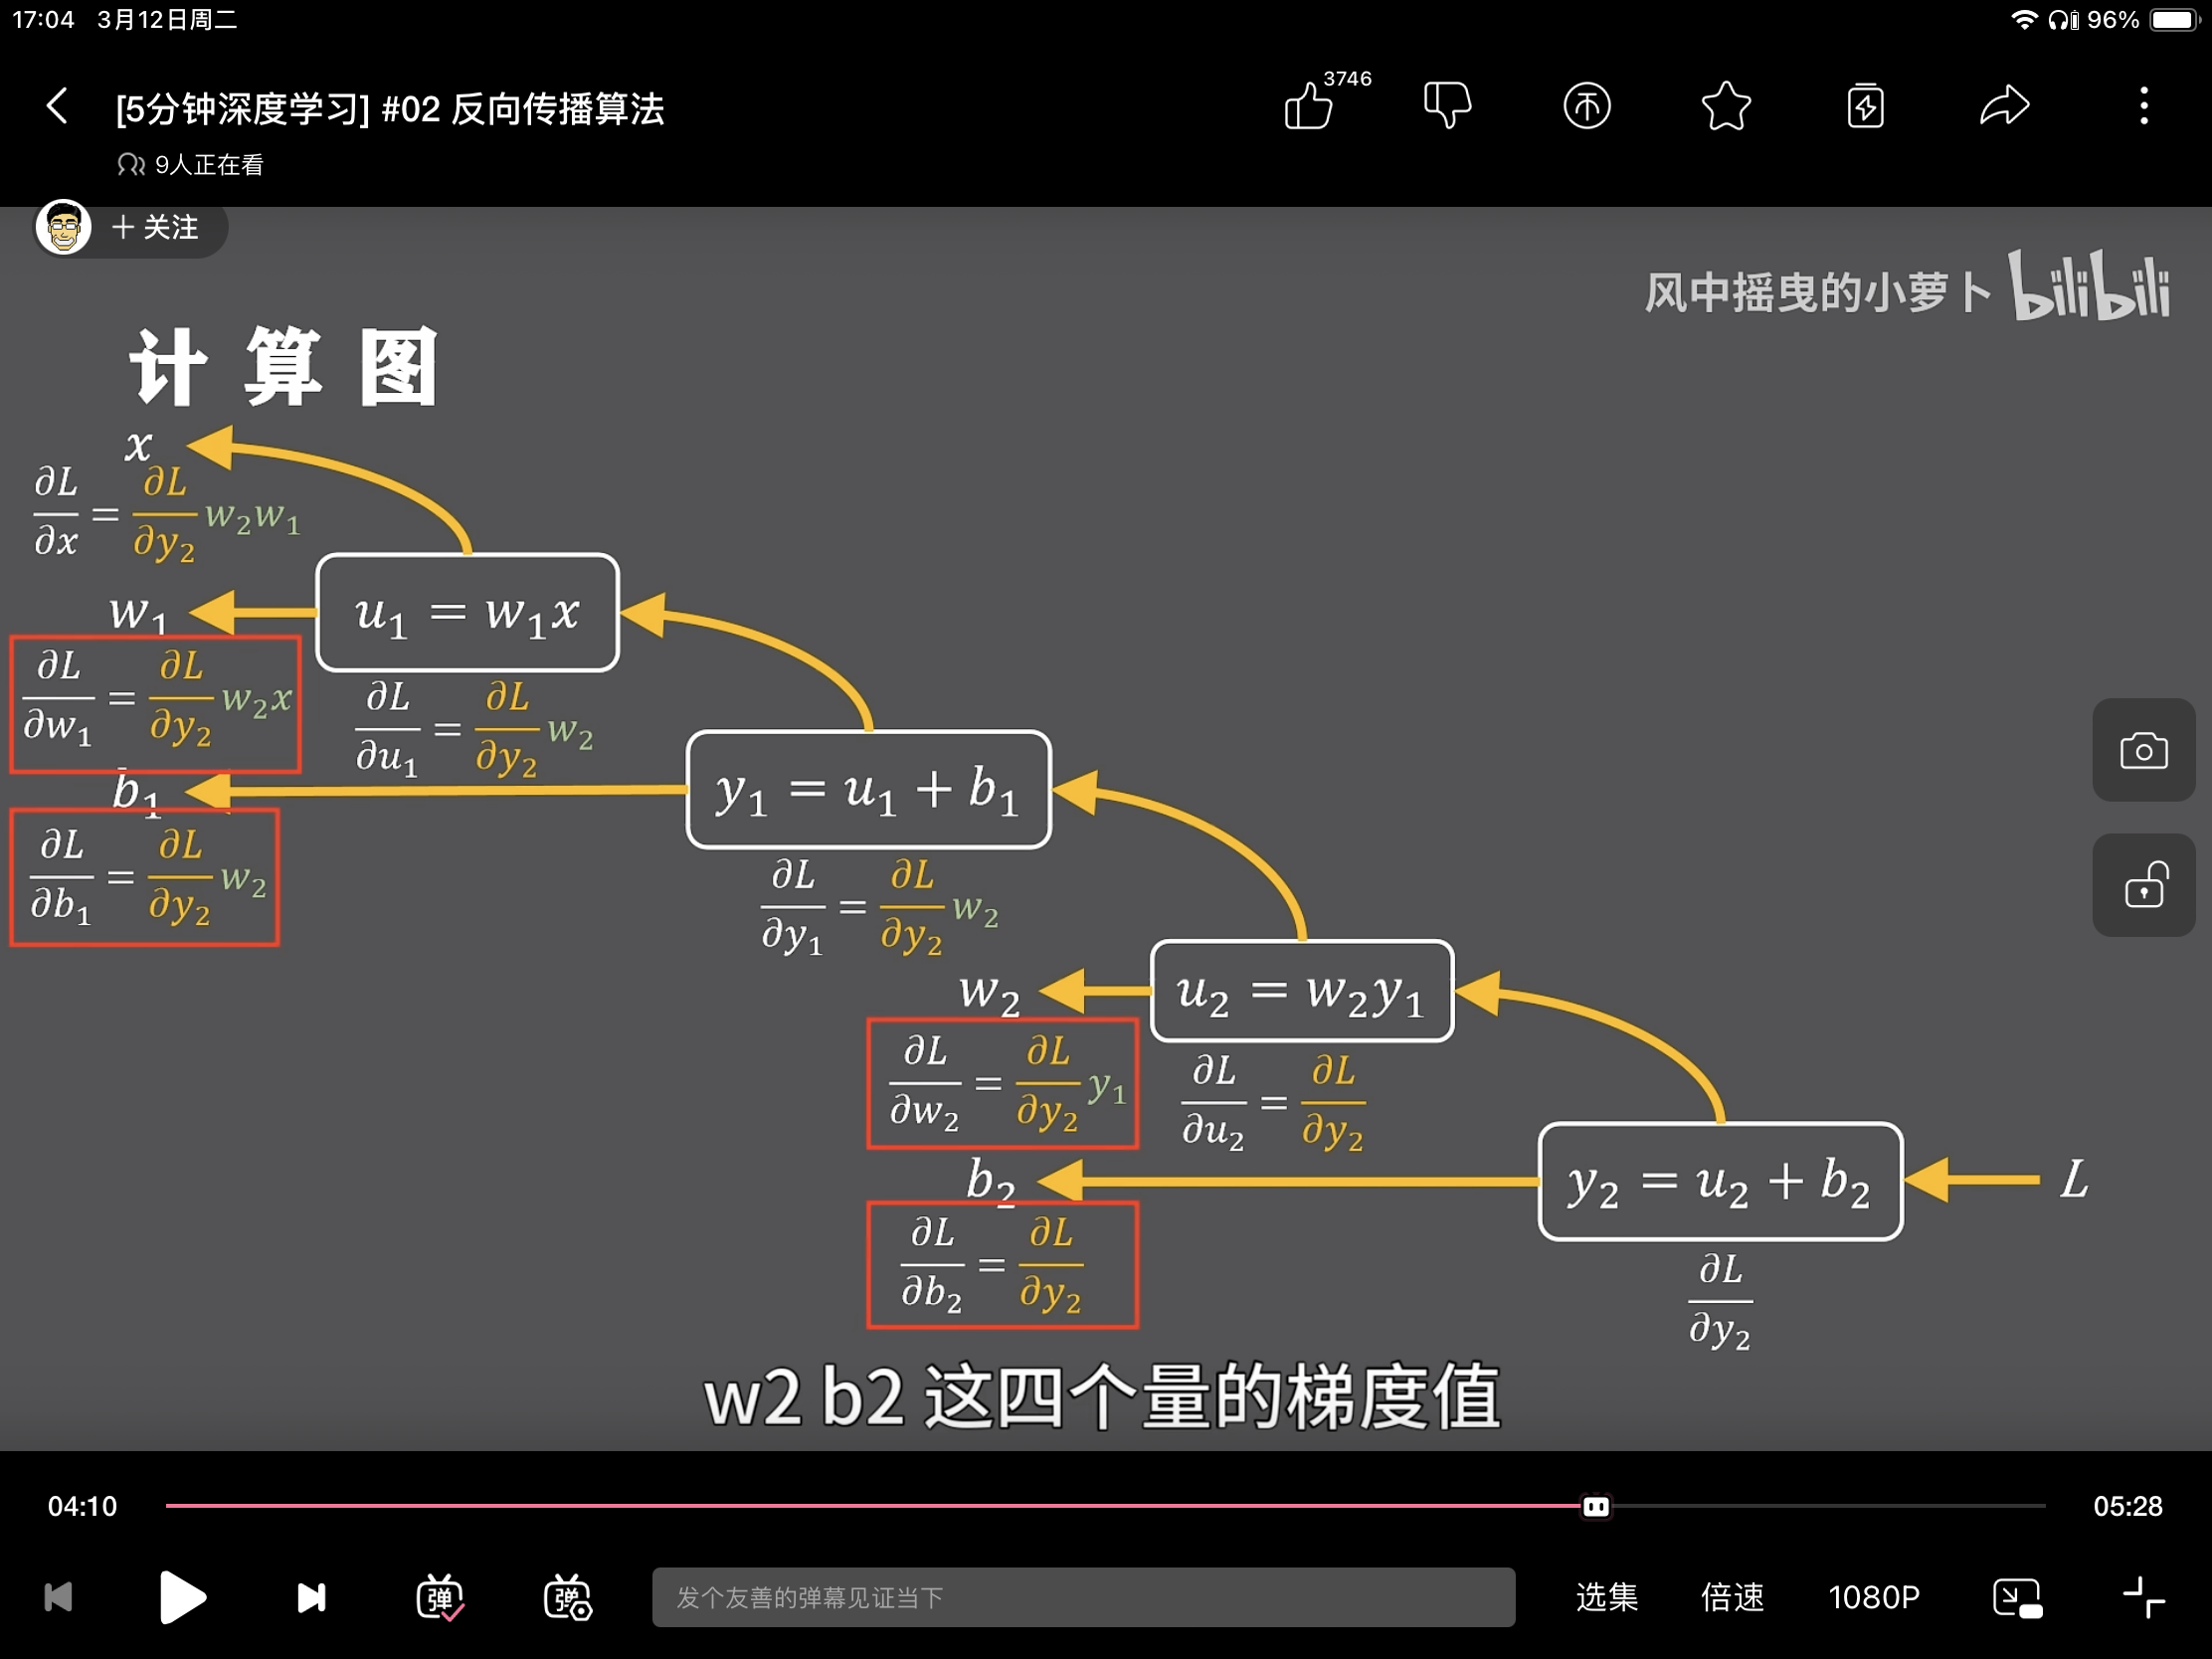 17:04 3月12日周二
96%
[5分钟深度学习] #02 反向传播算法
3746
9人正在看
+ 关注
风中摇曳的小萝卜 bilibili
计算图
x
∂L/∂x = ∂L/∂y₂ w₂w₁
w₁
u₁ = w₁x
∂L/∂w₁ = ∂L/∂y₂ w₂x
∂L/∂u₁ = ∂L/∂y₂ w₂
b₁
y₁ = u₁ + b₁
∂L/∂b₁ = ∂L/∂y₂ w₂
∂L/∂y₁ = ∂L/∂y₂ w₂
w₂
u₂ = w₂y₁
∂L/∂w₂ = ∂L/∂y₂ y₁
∂L/∂u₂ = ∂L/∂y₂
b₂
y₂ = u₂ + b₂
L
∂L/∂b₂ = ∂L/∂y₂
∂L/∂y₂
w2 b2 这四个量的梯度值
04:10
05:28
弹
弹
发个友善的弹幕见证当下
选集
倍速
1080P